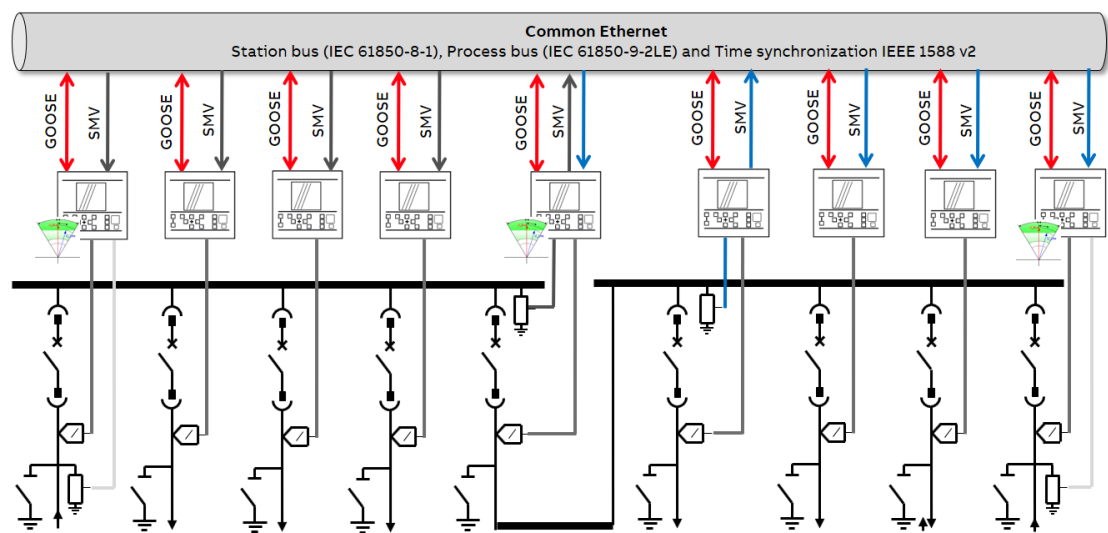 Common Ethernet
Station bus (IEC 61850-8-1), Process bus (IEC 61850-9-2LE) and Time synchronization IEEE 1588 v2
GOOSE
SMV
GOOSE
SMV
GOOSE
SMV
GOOSE
SMV
GOOSE
SMV
GOOSE
SMV
GOOSE
SMV
GOOSE
SMV
GOOSE
SMV